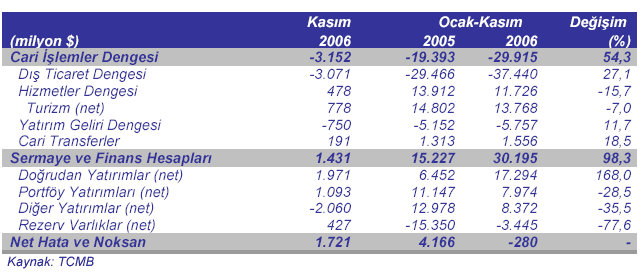 Kasım Ocak-Kasım Değişim
(milyon $) 2006 2005 2006 (%)
Cari İşlemler Dengesi -3.152 -19.393 -29.915 54,3
Dış Ticaret Dengesi -3.071 -29.466 -37.440 27,1
Hizmetler Dengesi 478 13.912 11.726 -15,7
Turizm (net) 778 14.802 13.768 -7,0
Yatırım Geliri Dengesi -750 -5.152 -5.757 11,7
Cari Transferler 191 1.313 1.556 18,5
Sermaye ve Finans Hesapları 1.431 15.227 30.195 98,3
Doğrudan Yatırımlar (net) 1.971 6.452 17.294 168,0
Portföy Yatırımları (net) 1.093 11.147 7.974 -28,5
Diğer Yatırımlar (net) -2.060 12.978 8.372 -35,5
Rezerv Varlıklar (net) 427 -15.350 -3.445 -77,6
Net Hata ve Noksan 1.721 4.166 -280 -
Kaynak: TCMB